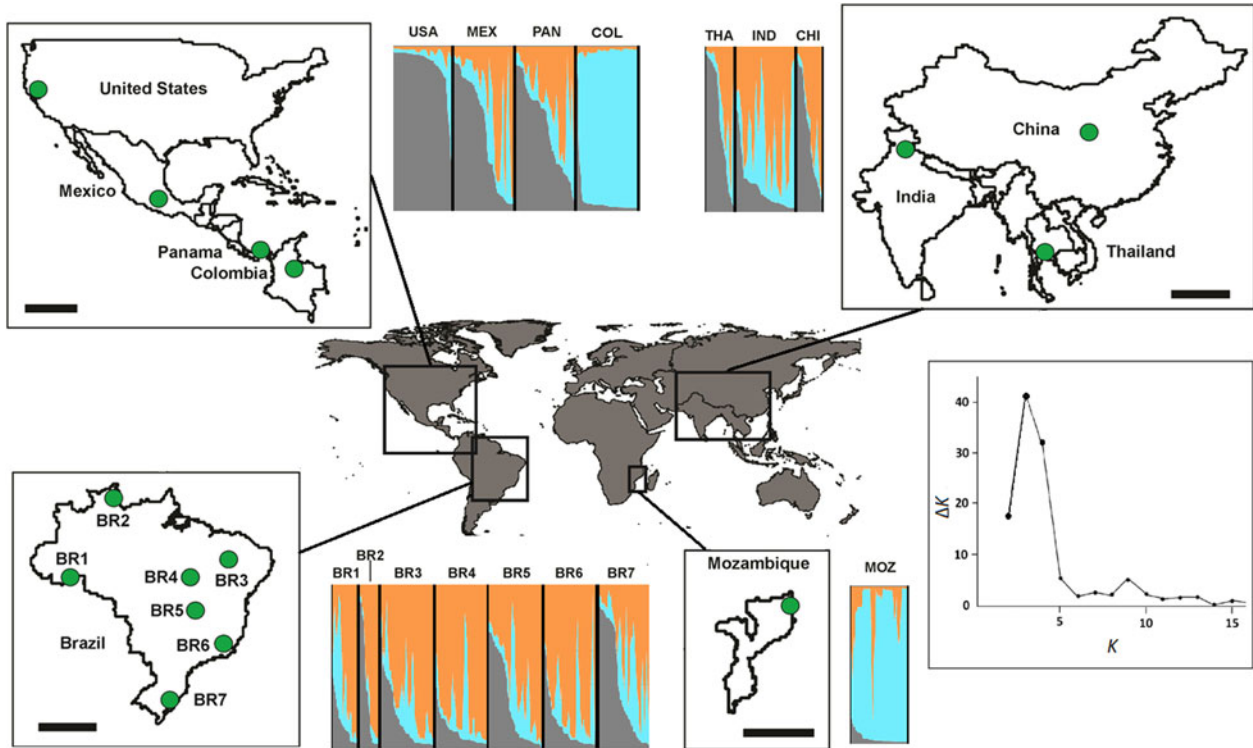 United States
Mexico
Panama
Colombia
USA MEX PAN COL
THA IND CHI
China
India
Thailand
BR2
BR1
BR4
BR3
BR5
BR6
BR7
Brazil
BR2
BR1 BR3 BR4 BR5 BR6 BR7
Mozambique
MOZ
40
30
20
10
0
ΔK
5 10 15
K